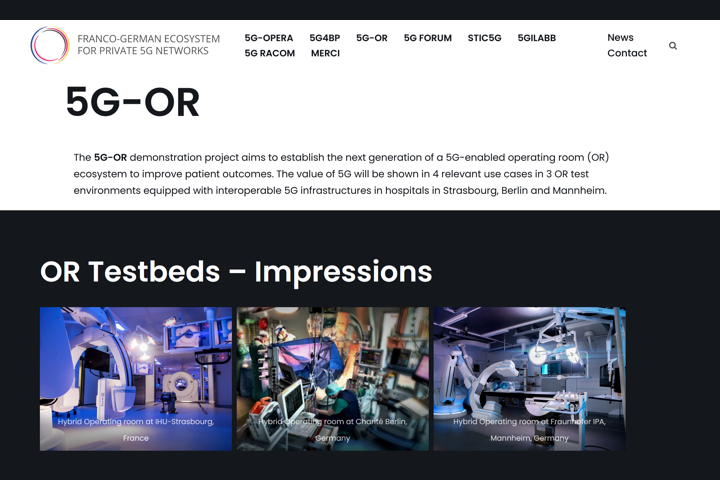 FRANCO-GERMAN ECOSYSTEM
FOR PRIVATE 5G NETWORKS
5G-OPERA 5G4BP 5G-OR 5G FORUM STIC5G 5GILABB
5G RACOM MERCI
News
Contact
5G-OR
The 5G-OR demonstration project aims to establish the next generation of a 5G-enabled operating room (OR)
ecosystem to improve patient outcomes. The value of 5G will be shown in 4 relevant use cases in 3 OR test
environments equipped with interoperable 5G infrastructures in hospitals in Strasbourg, Berlin and Mannheim.
OR Testbeds – Impressions
Hybrid Operating room at IHU-Strasbourg,
France
Hybrid Operating room at Charité Berlin,
Germany
Hybrid Operating room at Fraunhofer IPA,
Mannheim, Germany